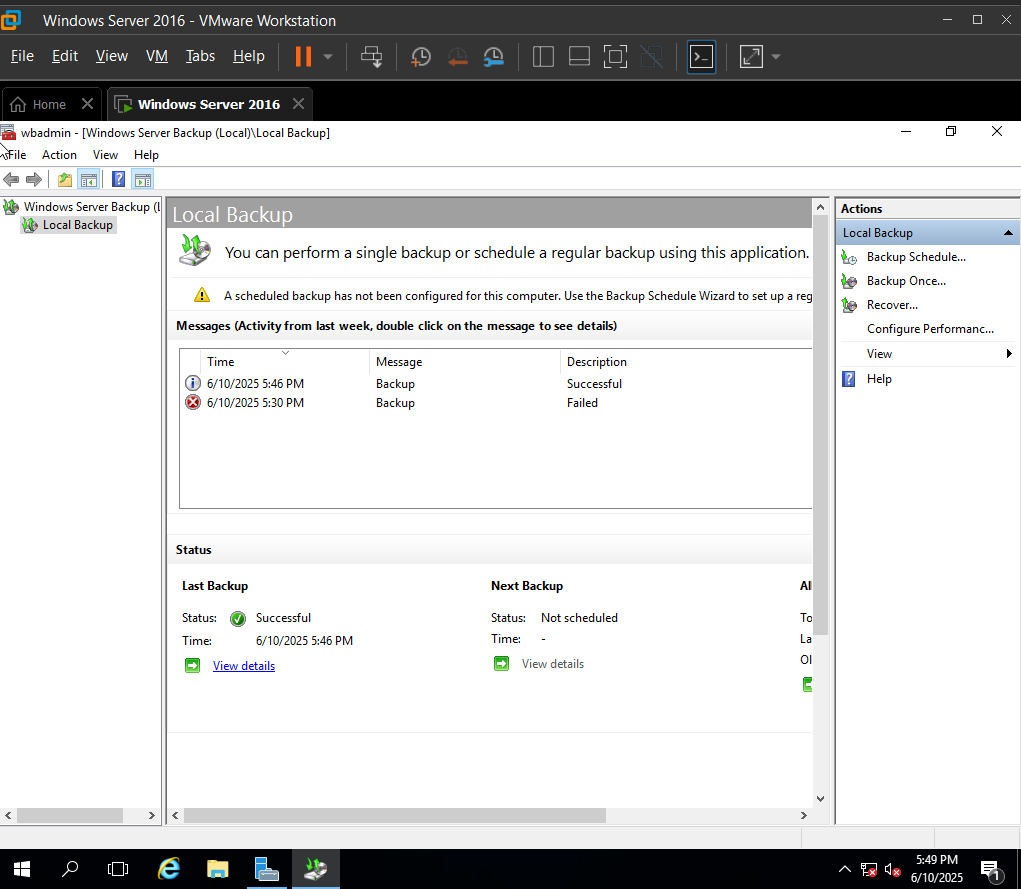 Windows Server 2016 - VMware Workstation
File Edit View VM Tabs Help
Home Windows Server 2016
wbadmin - [Windows Server Backup (Local)\Local Backup]
File Action View Help
Windows Server Backup (L
Local Backup
Local Backup
You can perform a single backup or schedule a regular backup using this application.
A scheduled backup has not been configured for this computer. Use the Backup Schedule Wizard to set up a reg
Messages (Activity from last week, double click on the message to see details)
Time Message Description
6/10/2025 5:46 PM Backup Successful
6/10/2025 5:30 PM Backup Failed
Status
Last Backup Next Backup Al
Status: Successful Status: Not scheduled To
Time: 6/10/2025 5:46 PM Time: - La
Ol
View details View details
Actions
Local Backup
Backup Schedule...
Backup Once...
Recover...
Configure Performanc...
View
Help
5:49 PM
6/10/2025
1